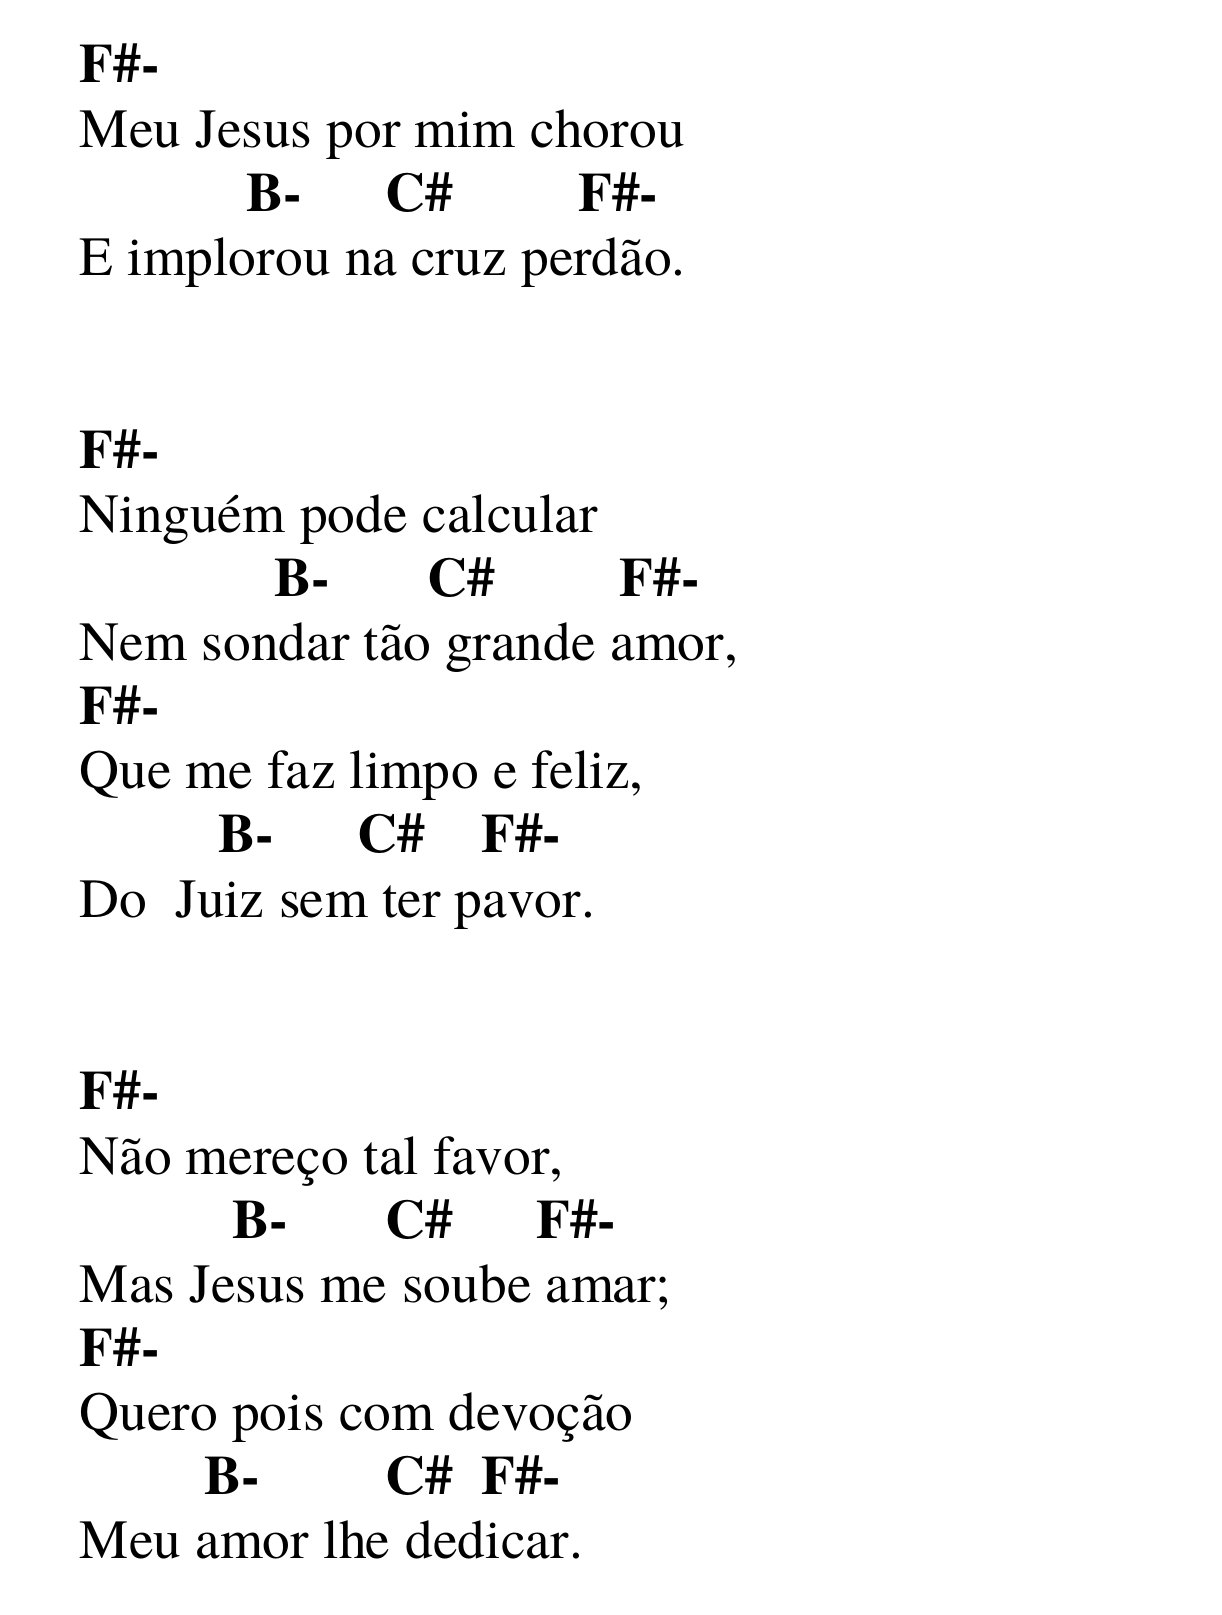 F#-
Meu Jesus por mim chorou
B- C# F#-
E implorou na cruz perdão.
F#-
Ninguém pode calcular
B- C# F#-
Nem sondar tão grande amor,
F#-
Que me faz limpo e feliz,
B- C# F#-
Do  Juiz sem ter pavor.
F#-
Não mereço tal favor,
B- C# F#-
Mas Jesus me soube amar;
F#-
Quero pois com devoção
B- C# F#-
Meu amor lhe dedicar.